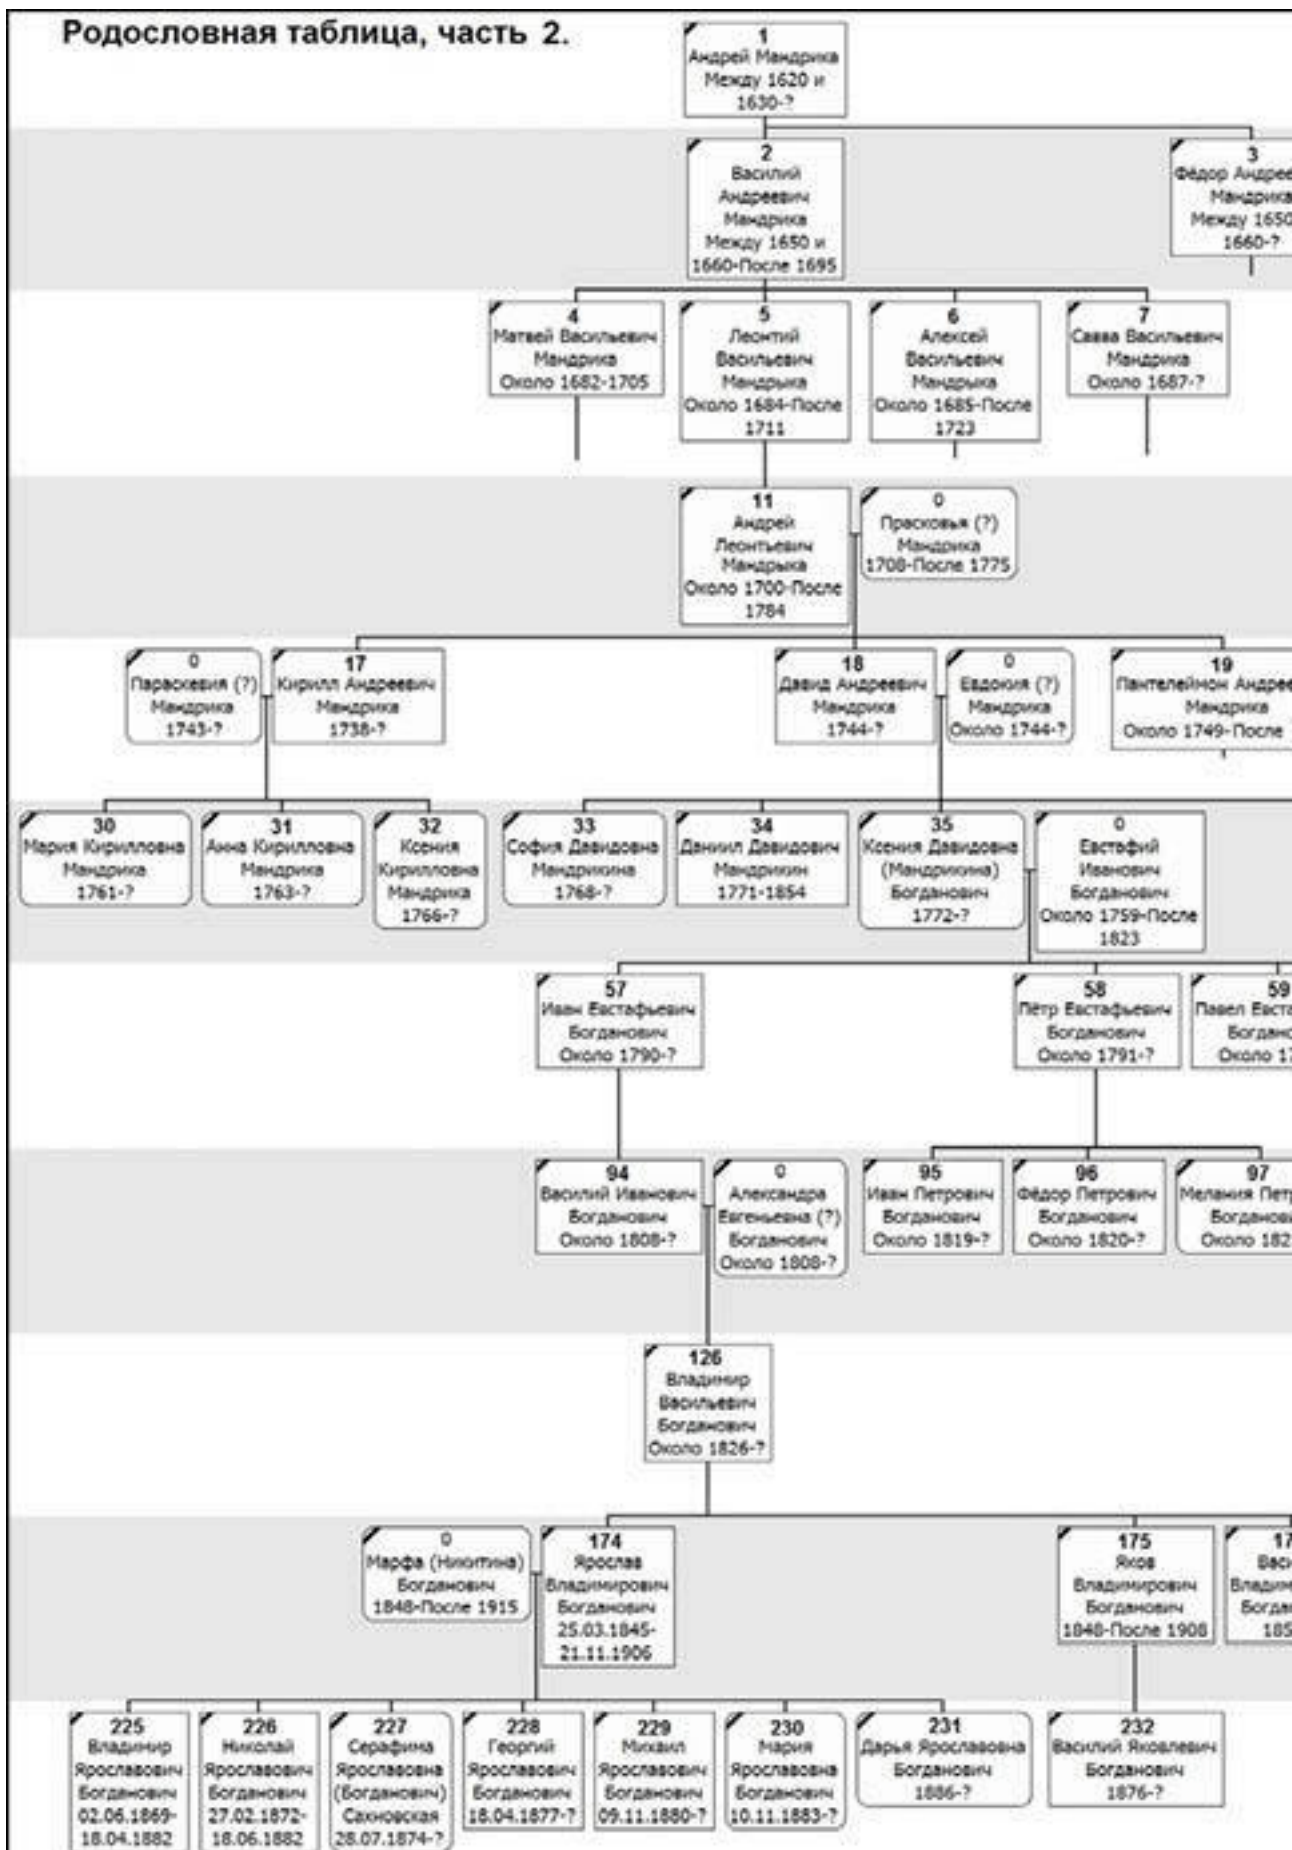 Родословная таблица, часть 2.
1
Андрей Мандрика
Между 1620 и
1630-?
2
Василий
Андреевич
Мандрика
Между 1650 и
1660-После 1695
3
Фёдор Андрее
Мандрика
Между 1650
1660-?
4
Матвей Васильевич
Мандрика
Около 1682-1705
5
Леонтий
Васильевич
Мандрыка
Около 1684-После
1711
6
Алексей
Васильевич
Мандрыка
Около 1685-После
1723
7
Савва Васильевич
Мандрика
Около 1687-?
11
Андрей
Леонтьевич
Мандрыка
Около 1700-После
1784
0
Прасковья (?)
Мандрика
1708-После 1775
0
Параскевия (?)
Мандрика
1743-?
17
Кирилл Андреевич
Мандрика
1738-?
18
Давид Андреевич
Мандрика
1744-?
0
Евдокия (?)
Мандрика
Около 1744-?
19
Пантелеймон Андрее
Мандрика
Около 1749-После
30
Мария Кирилловна
Мандрика
1761-?
31
Анна Кирилловна
Мандрика
1763-?
32
Ксения
Кирилловна
Мандрика
1766-?
33
София Давидовна
Мандрикина
1768-?
34
Даниил Давидович
Мандрикин
1771-1854
35
Ксения Давидовна
(Мандрикина)
Богданович
1772-?
0
Евстафий
Иванович
Богданович
Около 1759-После
1823
57
Иван Евстафьевич
Богданович
Около 1790-?
58
Пётр Евстафьевич
Богданович
Около 1791-?
59
Павел Евста
Богдано
Около 17
94
Василий Иванович
Богданович
Около 1808-?
0
Александра
Евгеньевна (?)
Богданович
Около 1808-?
95
Иван Петрович
Богданович
Около 1819-?
96
Фёдор Петрович
Богданович
Около 1820-?
97
Мелания Петр
Богданови
Около 182
126
Владимир
Васильевич
Богданович
Около 1826-?
0
Марфа (Никитина)
Богданович
1848-После 1915
174
Ярослав
Владимирович
Богданович
25.03.1845-
21.11.1906
175
Яков
Владимирович
Богданович
1848-После 1908
17
Васи
Владим
Богда
185
225
Владимир
Ярославович
Богданович
02.06.1869-
18.04.1882
226
Николай
Ярославович
Богданович
27.02.1872-
18.06.1882
227
Серафима
Ярославовна
(Богданович)
Сахновская
28.07.1874-?
228
Георгий
Ярославович
Богданович
18.04.1877-?
229
Михаил
Ярославович
Богданович
09.11.1880-?
230
Мария
Ярославовна
Богданович
10.11.1883-?
231
Дарья Ярославовна
Богданович
1886-?
232
Василий Яковлевич
Богданович
1876-?